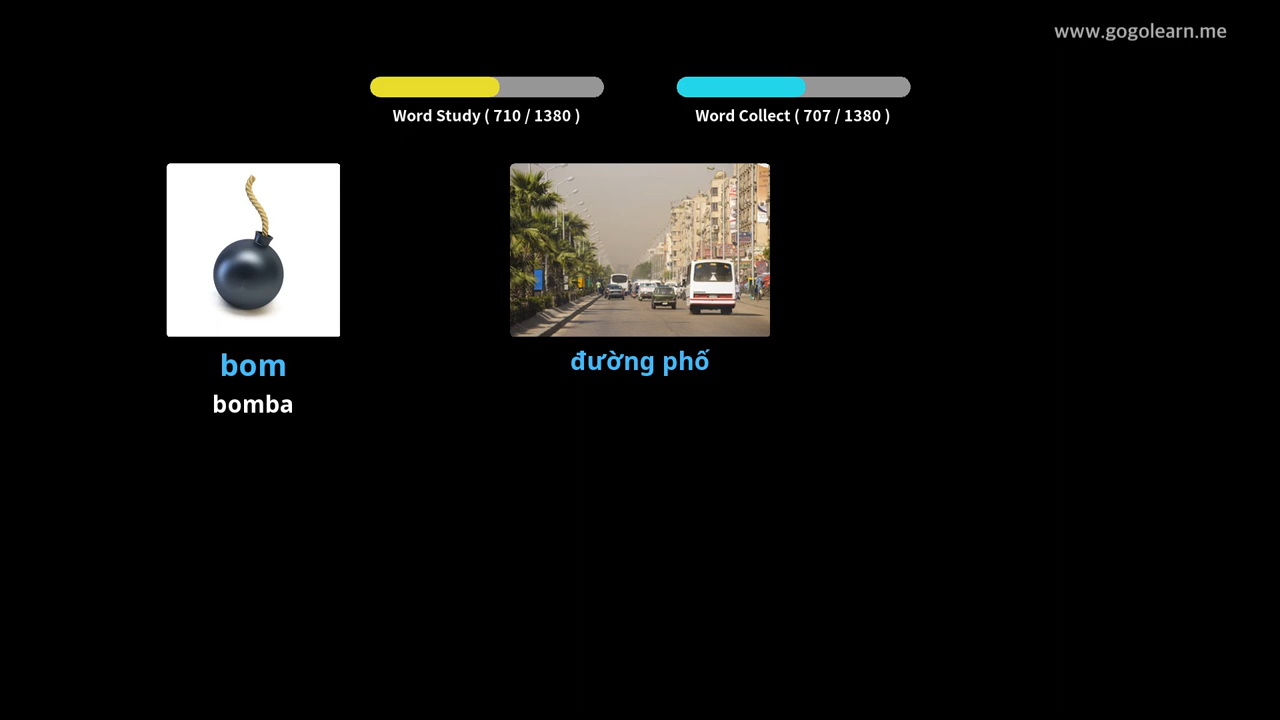 www.gogolearn.me
Word Study ( 710 / 1380 )
Word Collect ( 707 / 1380 )
bom
bomba
đường phố